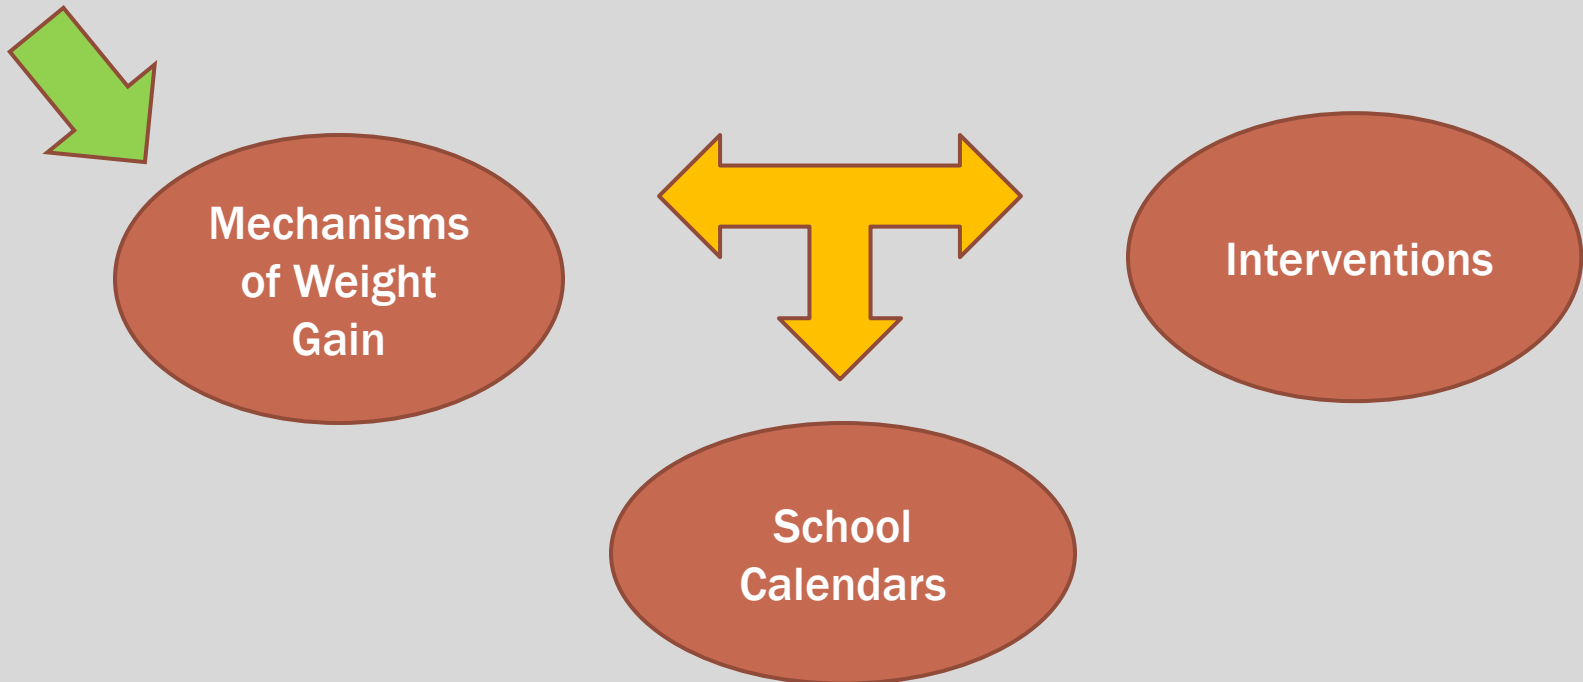 Mechanisms
of Weight
Gain
Interventions
School
Calendars